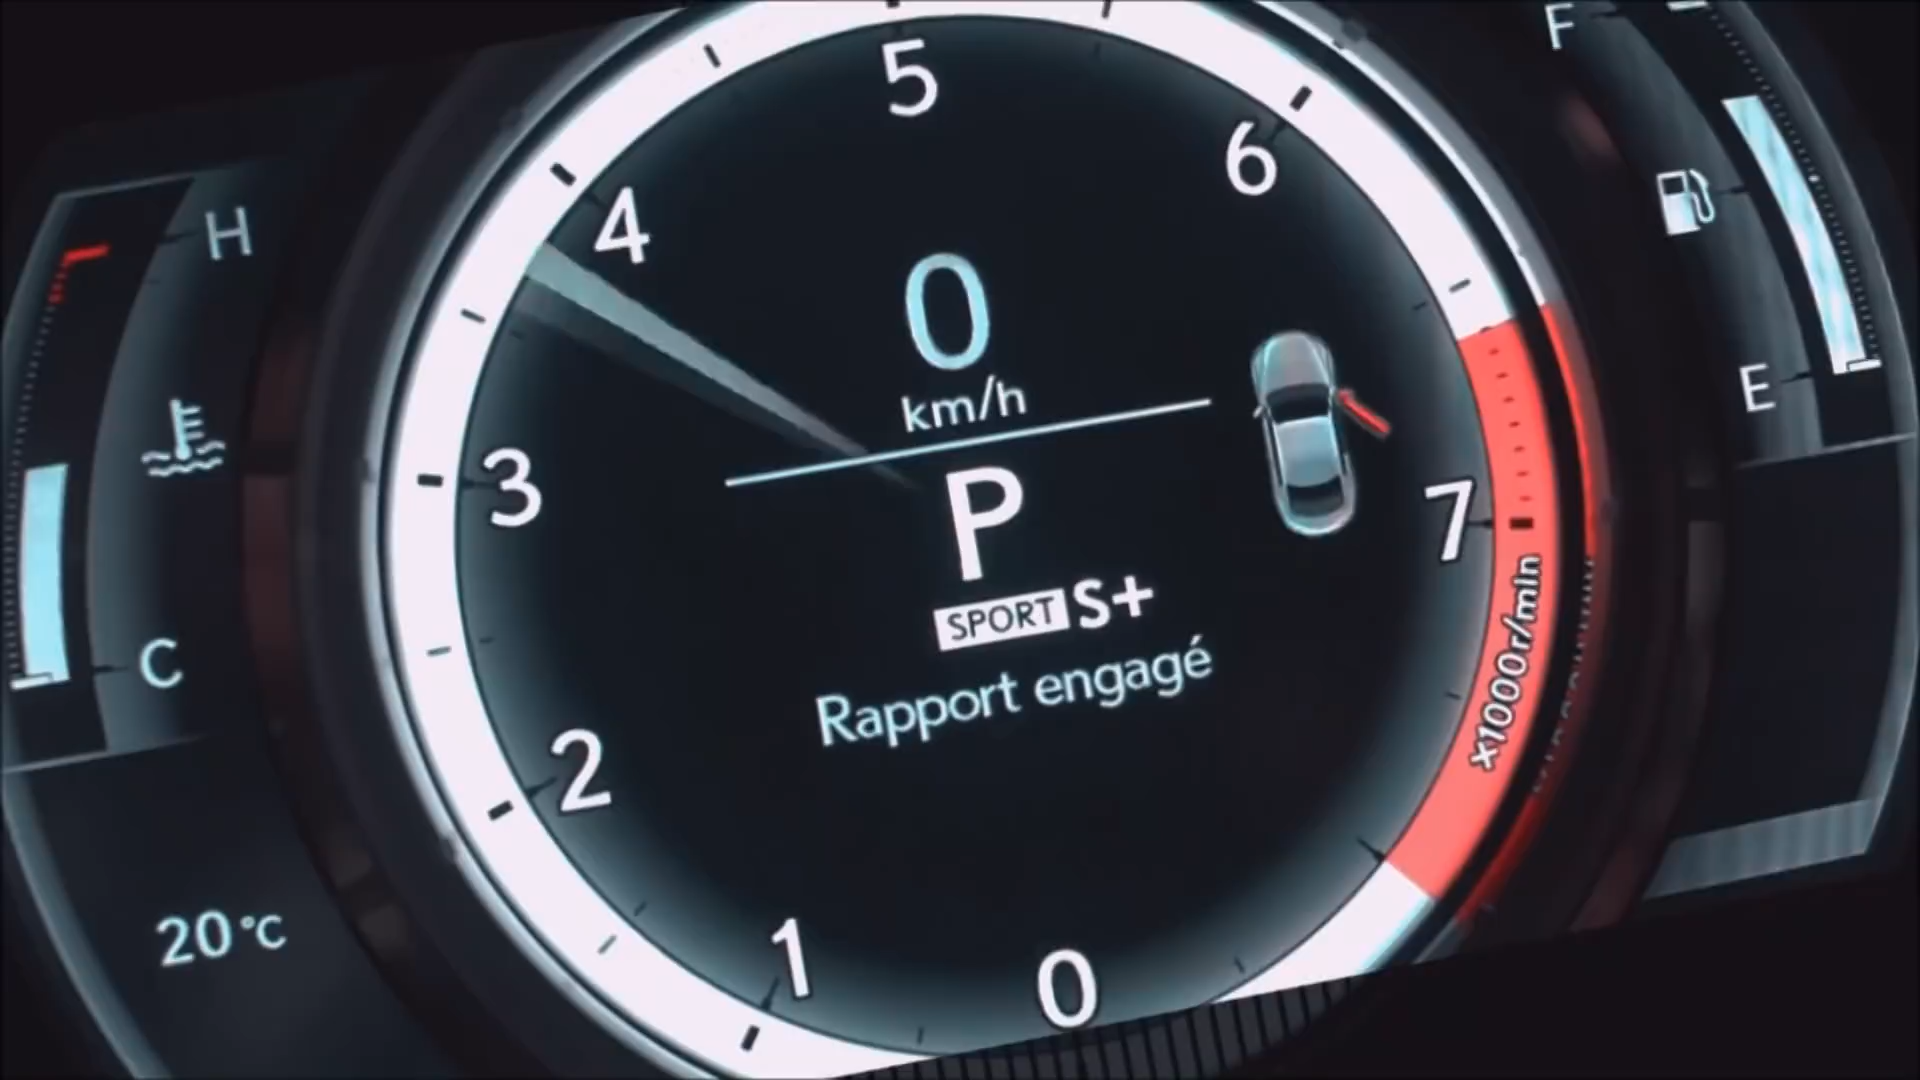 5
F
6
4
H
0
km/h
E
3
P
7
SPORT S+
C
Rapport engagé
x1000r/min
2
20°C
1
0